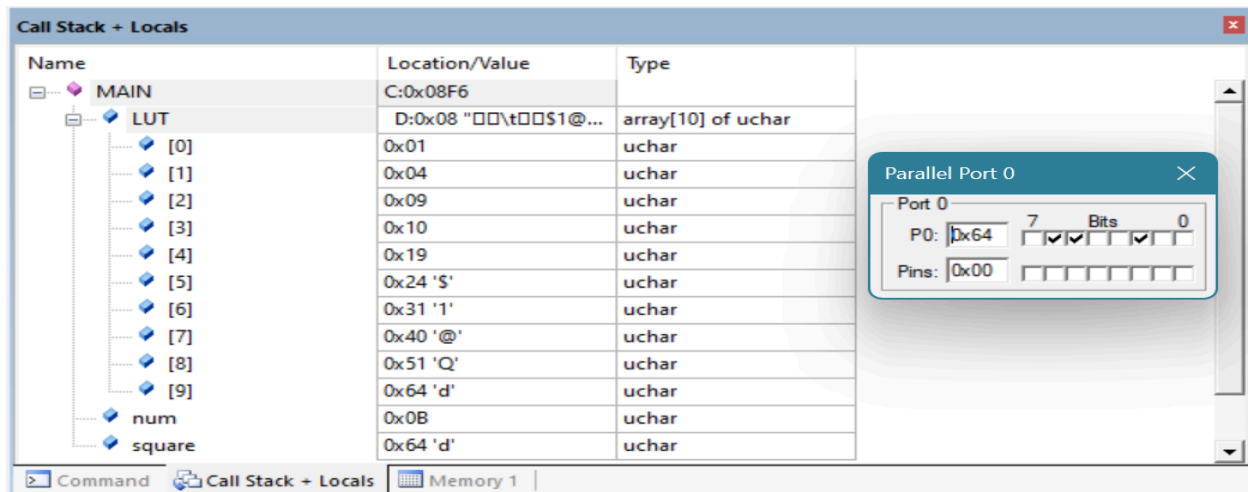 Call Stack + Locals
Name Location/Value Type
MAIN C:0x08F6
LUT D:0x08 "□□\t□□$1@... array[10] of uchar
[0] 0x01 uchar
[1] 0x04 uchar
[2] 0x09 uchar
[3] 0x10 uchar
[4] 0x19 uchar
[5] 0x24 '$' uchar
[6] 0x31 '1' uchar
[7] 0x40 '@' uchar
[8] 0x51 'Q' uchar
[9] 0x64 'd' uchar
num 0x0B uchar
square 0x64 'd' uchar
Command Call Stack + Locals Memory 1
Parallel Port 0
Port 0
7 Bits 0
P0: 0x64
Pins: 0x00